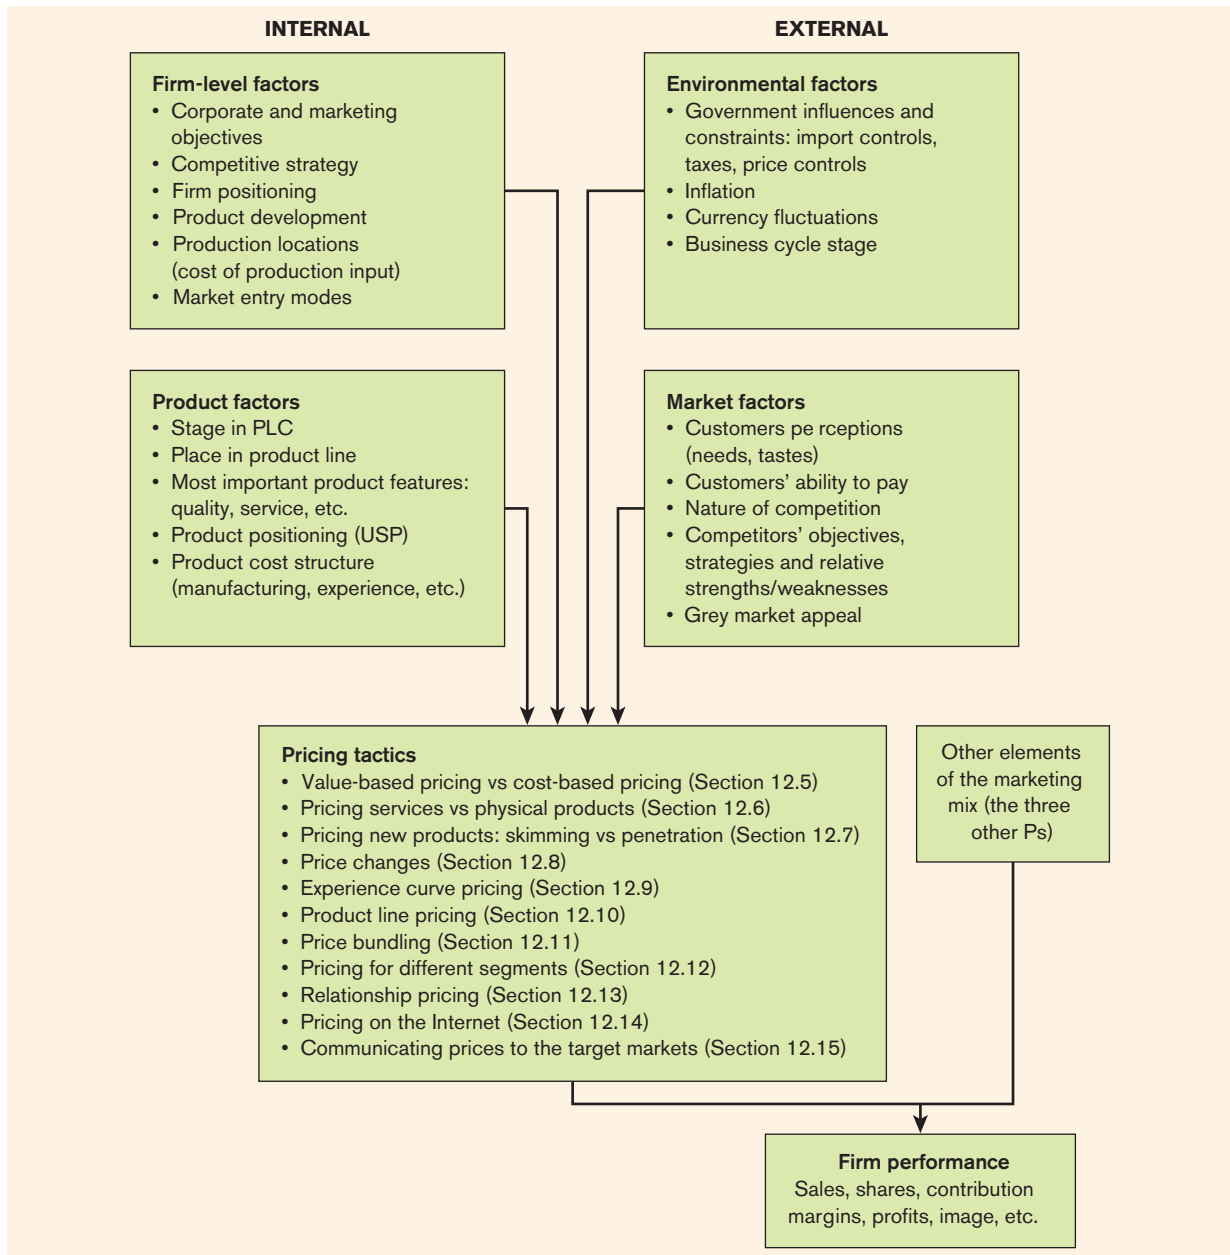 INTERNAL
EXTERNAL
Firm-level factors
• Corporate and marketing
objectives
• Competitive strategy
• Firm positioning
• Product development
• Production locations
(cost of production input)
• Market entry modes
Environmental factors
• Government influences and
constraints: import controls,
taxes, price controls
• Inflation
• Currency fluctuations
• Business cycle stage
Product factors
• Stage in PLC
• Place in product line
• Most important product features:
quality, service, etc.
• Product positioning (USP)
• Product cost structure
(manufacturing, experience, etc.)
Market factors
• Customers pe rceptions
(needs, tastes)
• Customers’ ability to pay
• Nature of competition
• Competitors’ objectives,
strategies and relative
strengths/weaknesses
• Grey market appeal
Pricing tactics
• Value-based pricing vs cost-based pricing (Section 12.5)
• Pricing services vs physical products (Section 12.6)
• Pricing new products: skimming vs penetration (Section 12.7)
• Price changes (Section 12.8)
• Experience curve pricing (Section 12.9)
• Product line pricing (Section 12.10)
• Price bundling (Section 12.11)
• Pricing for different segments (Section 12.12)
• Relationship pricing (Section 12.13)
• Pricing on the Internet (Section 12.14)
• Communicating prices to the target markets (Section 12.15)
Other elements
of the marketing
mix (the three
other Ps)
Firm performance
Sales, shares, contribution
margins, profits, image, etc.